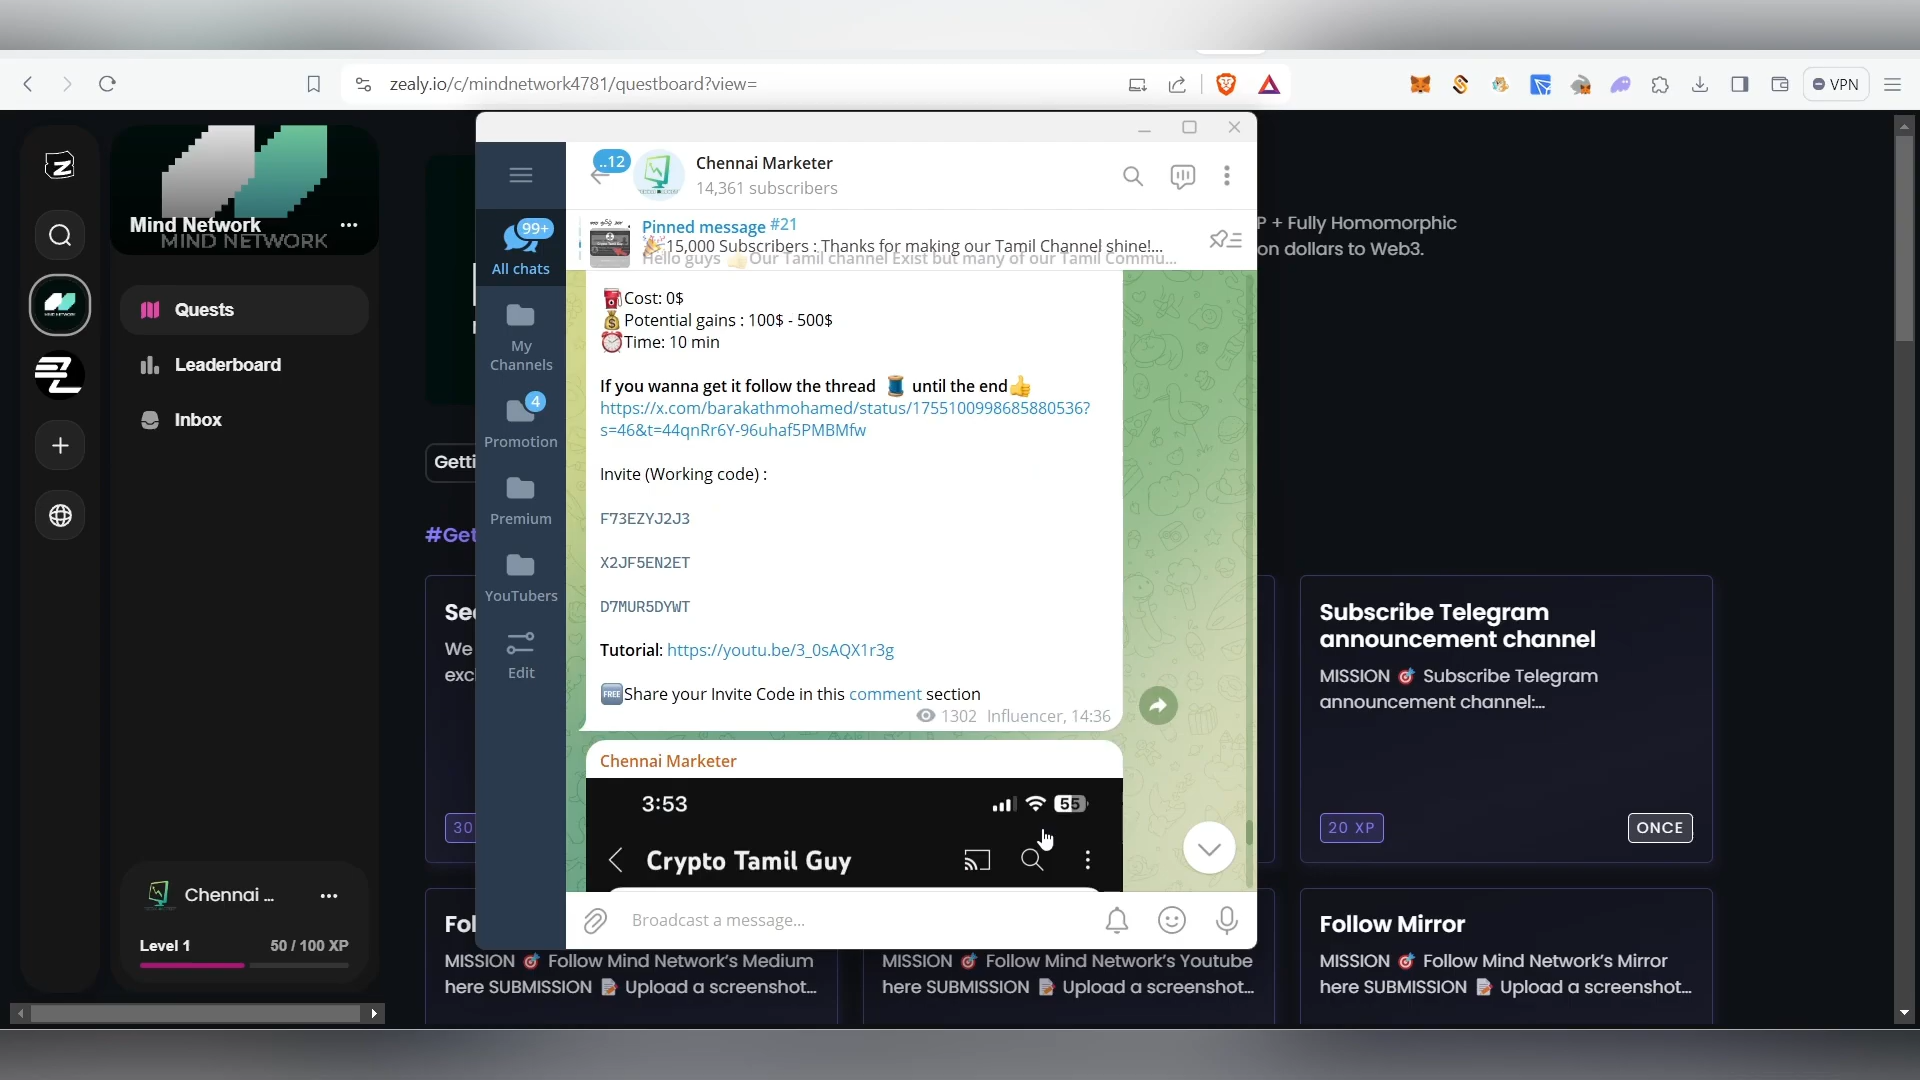 zealy.io/c/mindnetwork4781/questboard?view=
VPN
Mind Network
MIND NETWORK
Quests
Leaderboard
Inbox
Chennai ...
Level 1
50 / 100 XP
..12
Chennai Marketer
14,361 subscribers
99+
All chats
My
Channels
4
Promotion
Premium
YouTubers
Edit
Pinned message #21
15,000 Subscribers : Thanks for making our Tamil Channel shine!...
Hello guys 👍Our Tamil channel Exist but many of our Tamil Commu...
⛽Cost: 0$
💰Potential gains : 100$ - 500$
⏰Time: 10 min
If you wanna get it follow the thread 🧵 until the end👍
https://x.com/barakathmohamed/status/1755100998685880536?
s=46&t=44qnRr6Y-96uhaf5PMBMfw
Invite (Working code) :
F73EZYJ2J3
X2JF5EN2ET
D7MUR5DYWT
Tutorial: https://youtu.be/3_0sAQX1r3g
🆓Share your Invite Code in this comment section
1302 Influencer, 14:36
Chennai Marketer
3:53
55
Crypto Tamil Guy
Broadcast a message...
P + Fully Homomorphic
on dollars to Web3.
Getti
#Get
See
We
exc
30
Subscribe Telegram
announcement channel
MISSION 🎯 Subscribe Telegram
announcement channel:...
20 XP
ONCE
Fol
MISSION 🎯 Follow Mind Network's Medium
here SUBMISSION 📝 Upload a screenshot...
MISSION 🎯 Follow Mind Network's Youtube
here SUBMISSION 📝 Upload a screenshot...
Follow Mirror
MISSION 🎯 Follow Mind Network's Mirror
here SUBMISSION 📝 Upload a screenshot...